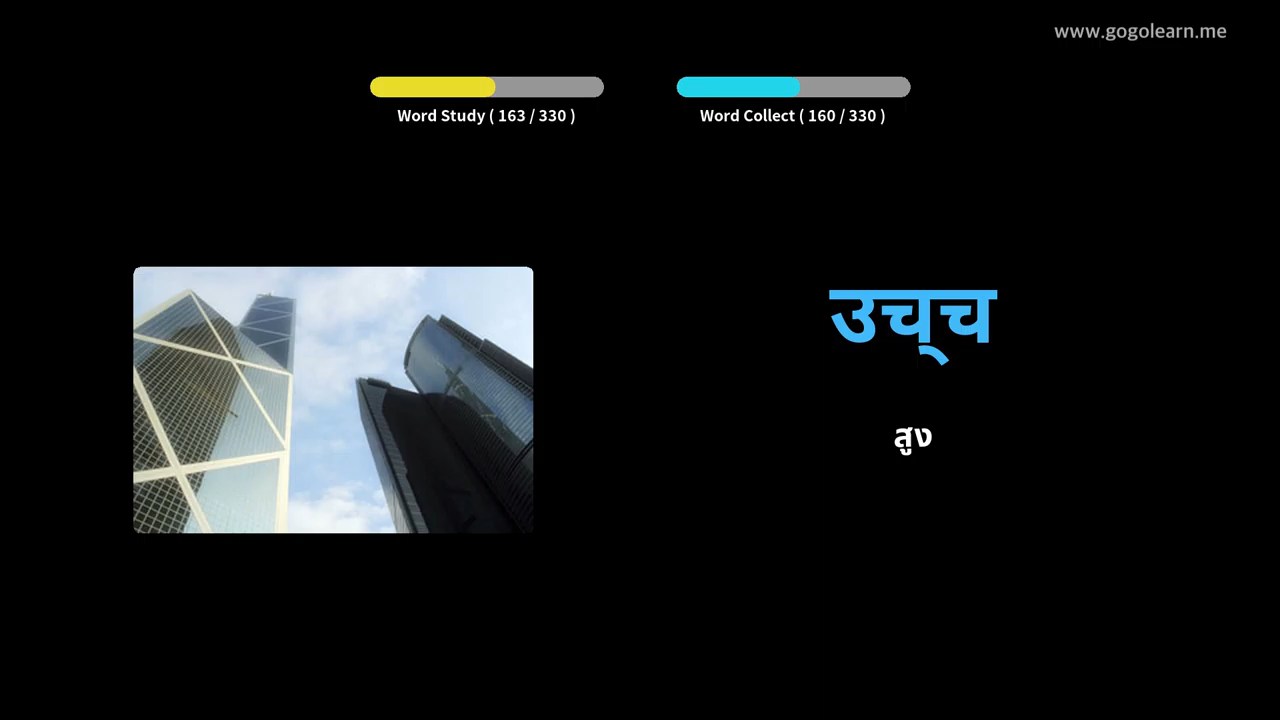 www.gogolearn.me
Word Study ( 163 / 330 )
Word Collect ( 160 / 330 )
उच्च
สูง